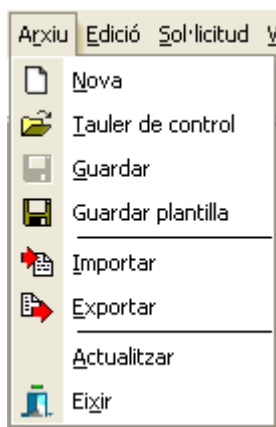 Arxiu Edició Sol·licitud
Nova
Tauler de control
Guardar
Guardar plantilla
Importar
Exportar
Actualitzar
Eixir